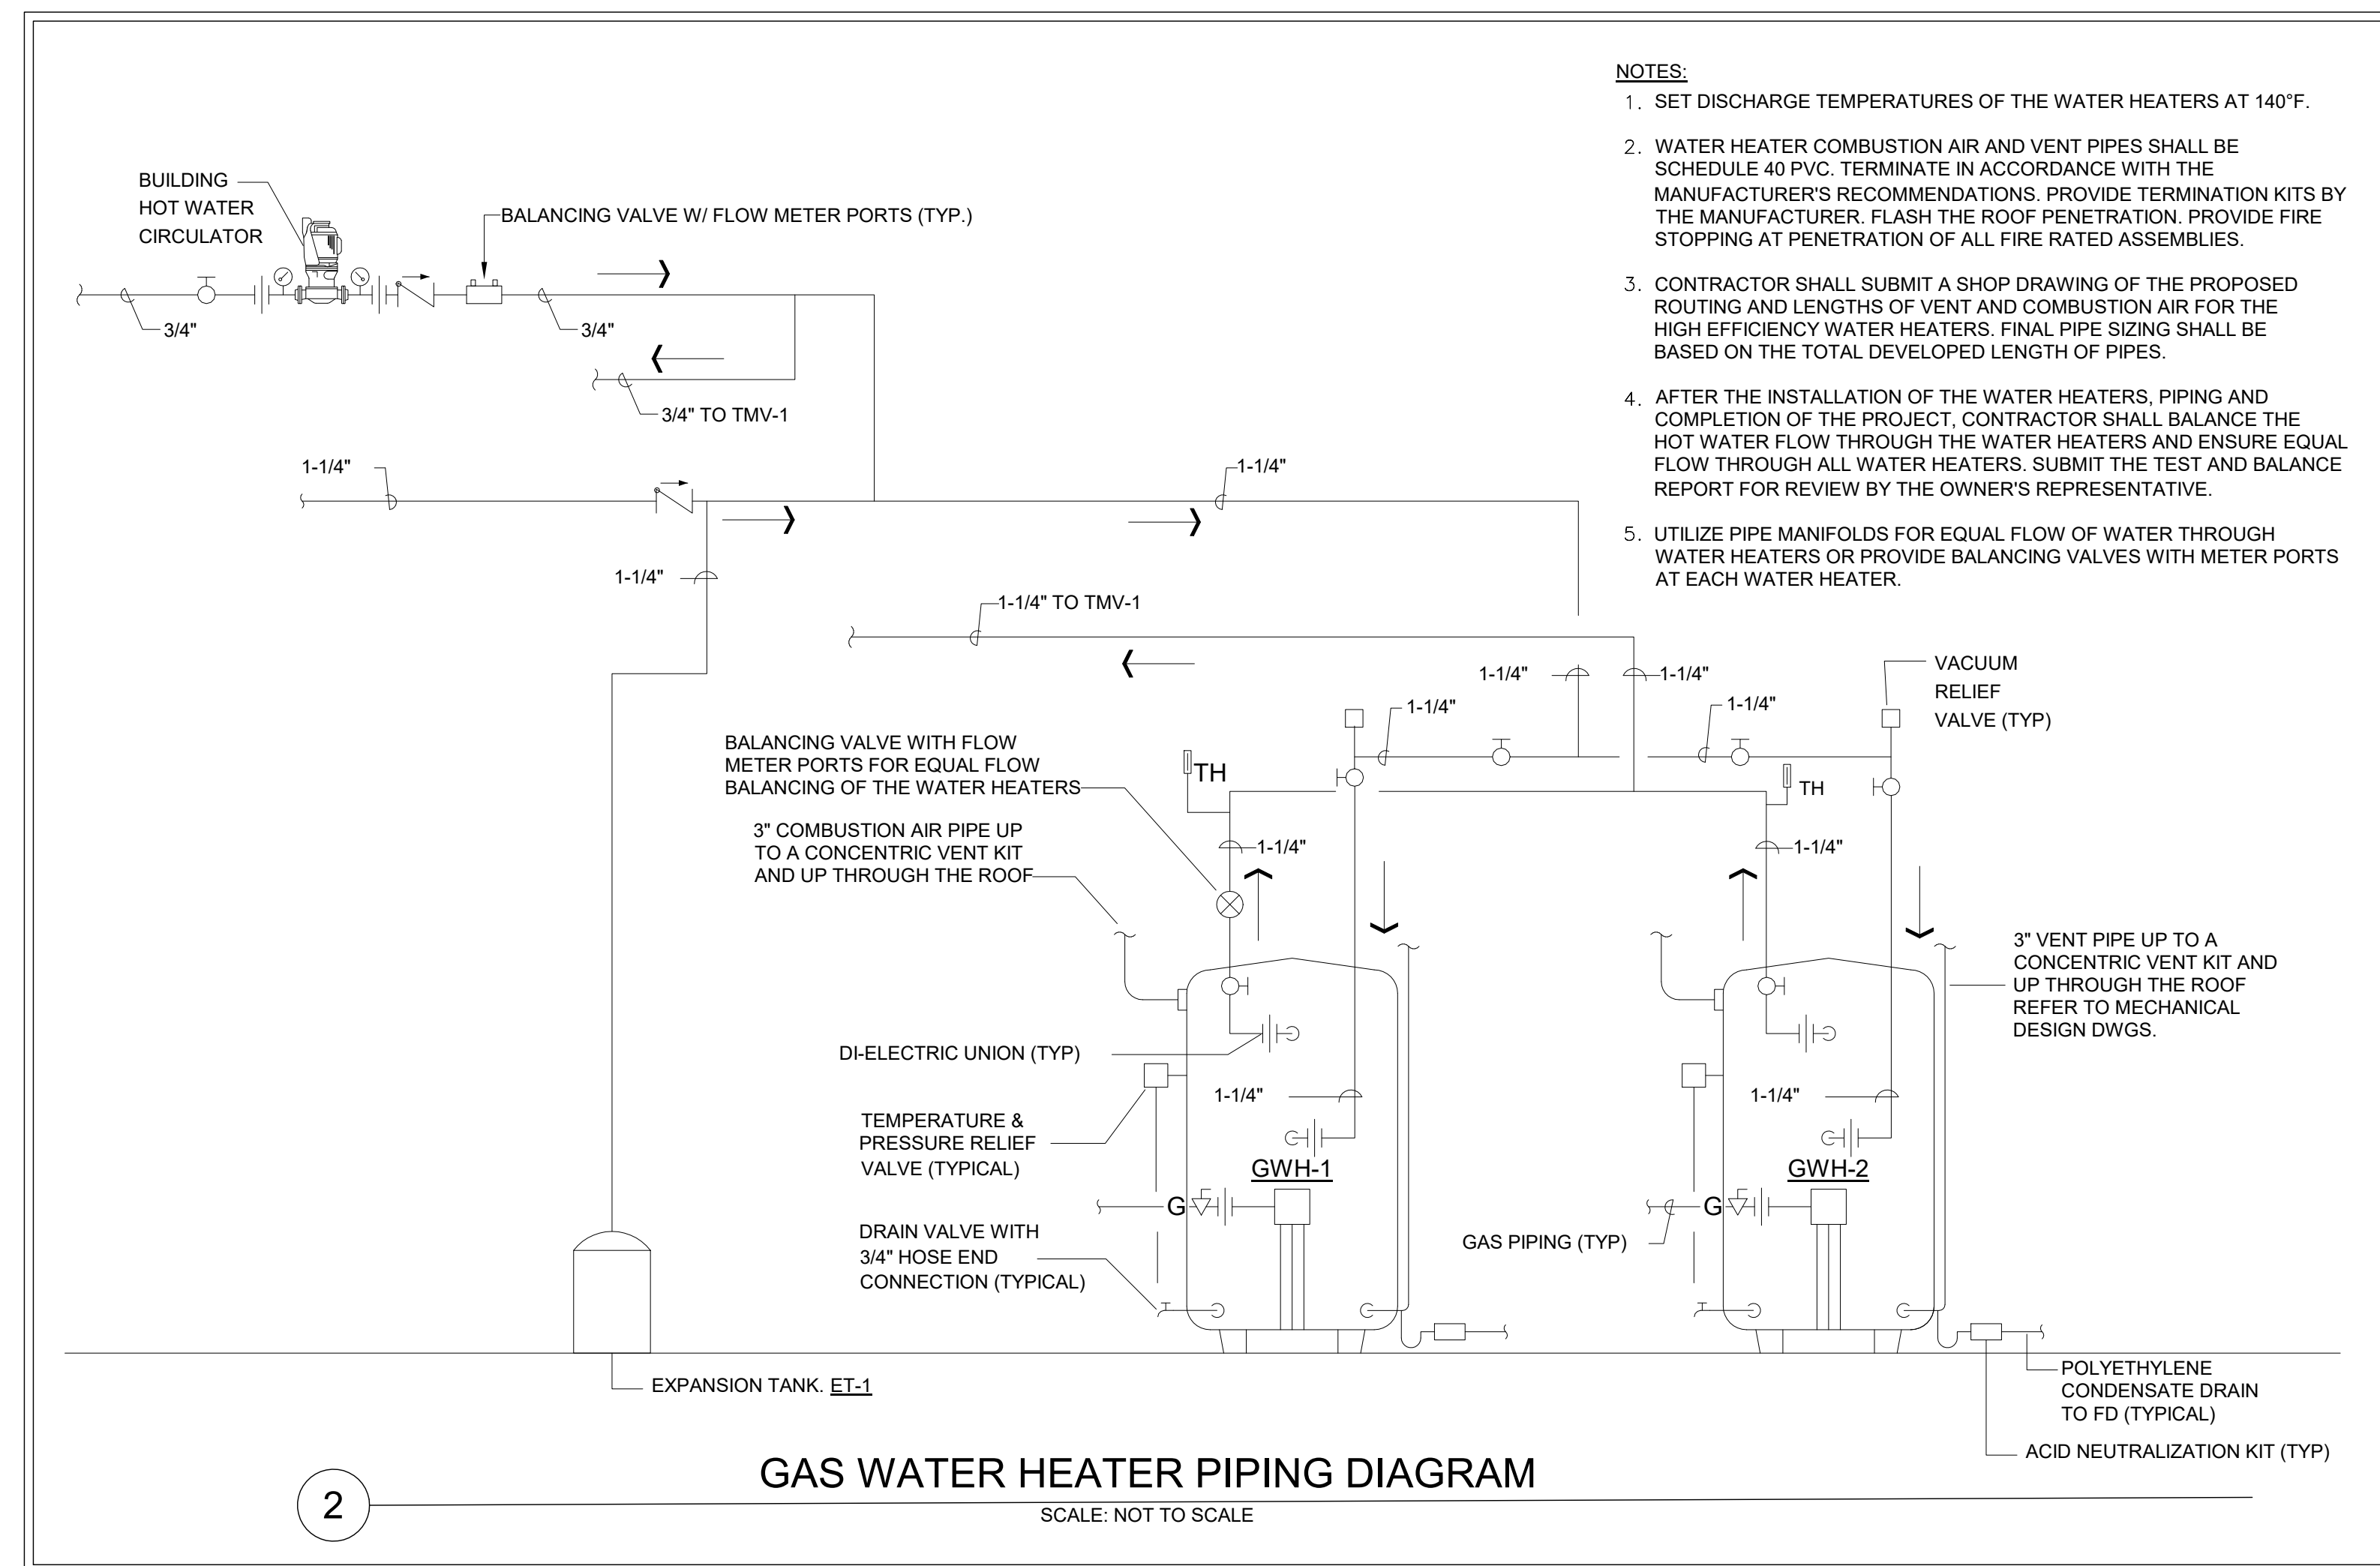 NOTES:
1. SET DISCHARGE TEMPERATURES OF THE WATER HEATERS AT 140°F.
2. WATER HEATER COMBUSTION AIR AND VENT PIPES SHALL BE
SCHEDULE 40 PVC. TERMINATE IN ACCORDANCE WITH THE
MANUFACTURER'S RECOMMENDATIONS. PROVIDE TERMINATION KITS BY
THE MANUFACTURER. FLASH THE ROOF PENETRATION. PROVIDE FIRE
STOPPING AT PENETRATION OF ALL FIRE RATED ASSEMBLIES.
3. CONTRACTOR SHALL SUBMIT A SHOP DRAWING OF THE PROPOSED
ROUTING AND LENGTHS OF VENT AND COMBUSTION AIR FOR THE
HIGH EFFICIENCY WATER HEATERS. FINAL PIPE SIZING SHALL BE
BASED ON THE TOTAL DEVELOPED LENGTH OF PIPES.
4. AFTER THE INSTALLATION OF THE WATER HEATERS, PIPING AND
COMPLETION OF THE PROJECT, CONTRACTOR SHALL BALANCE THE
HOT WATER FLOW THROUGH THE WATER HEATERS AND ENSURE EQUAL
FLOW THROUGH ALL WATER HEATERS. SUBMIT THE TEST AND BALANCE
REPORT FOR REVIEW BY THE OWNER'S REPRESENTATIVE.
5. UTILIZE PIPE MANIFOLDS FOR EQUAL FLOW OF WATER THROUGH
WATER HEATERS OR PROVIDE BALANCING VALVES WITH METER PORTS
AT EACH WATER HEATER.
BUILDING
HOT WATER
CIRCULATOR
BALANCING VALVE W/ FLOW METER PORTS (TYP.)
3/4"
3/4"
3/4" TO TMV-1
1-1/4"
1-1/4"
1-1/4"
1-1/4" TO TMV-1
1-1/4"
1-1/4"
VACUUM
RELIEF
VALVE (TYP)
1-1/4"
1-1/4"
BALANCING VALVE WITH FLOW
METER PORTS FOR EQUAL FLOW
BALANCING OF THE WATER HEATERS
TH
TH
3" COMBUSTION AIR PIPE UP
TO A CONCENTRIC VENT KIT
AND UP THROUGH THE ROOF
1-1/4"
1-1/4"
3" VENT PIPE UP TO A
CONCENTRIC VENT KIT AND
UP THROUGH THE ROOF
REFER TO MECHANICAL
DESIGN DWGS.
DI-ELECTRIC UNION (TYP)
1-1/4"
1-1/4"
TEMPERATURE &
PRESSURE RELIEF
VALVE (TYPICAL)
GWH-1
GWH-2
G
G
DRAIN VALVE WITH
3/4" HOSE END
CONNECTION (TYPICAL)
GAS PIPING (TYP)
EXPANSION TANK. ET-1
POLYETHYLENE
CONDENSATE DRAIN
TO FD (TYPICAL)
ACID NEUTRALIZATION KIT (TYP)
2
GAS WATER HEATER PIPING DIAGRAM
SCALE: NOT TO SCALE